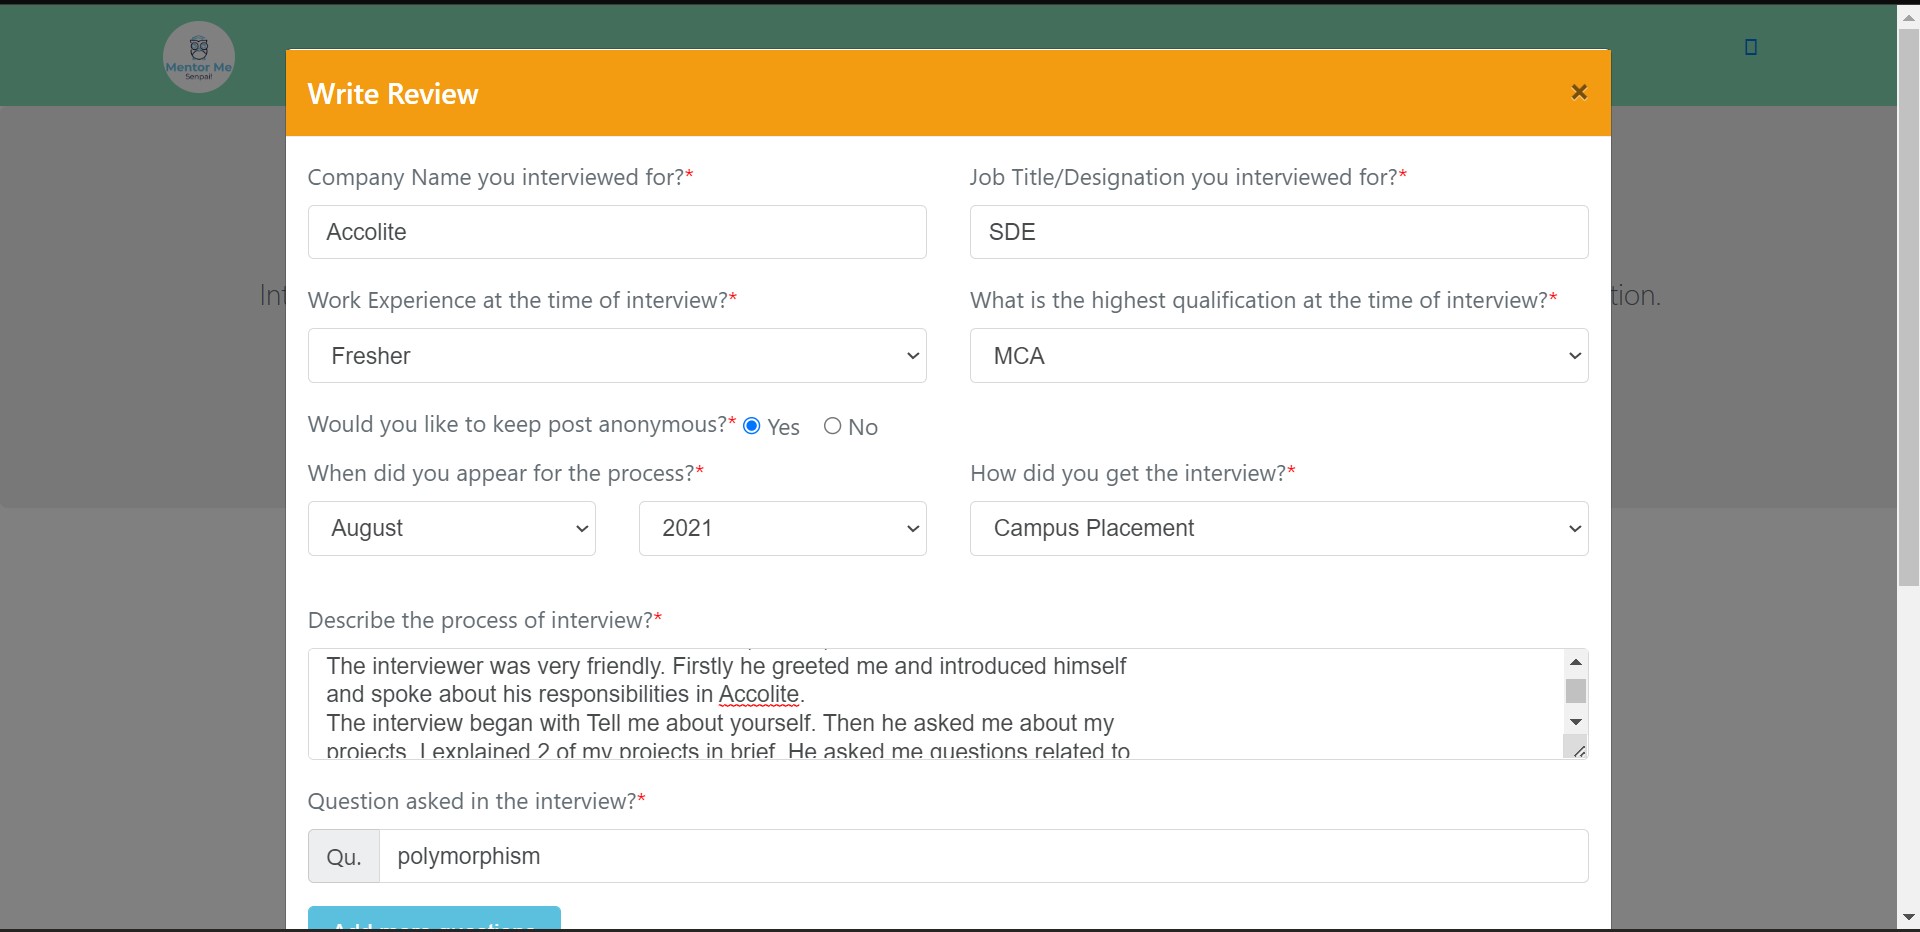 Mentor Me
Senpai!
Write Review
×
Company Name you interviewed for?*
Job Title/Designation you interviewed for?*
Accolite
SDE
Int
tion.
Work Experience at the time of interview?*
What is the highest qualification at the time of interview?*
Fresher
MCA
Would you like to keep post anonymous?* Yes No
When did you appear for the process?*
How did you get the interview?*
August
2021
Campus Placement
Describe the process of interview?*
The interviewer was very friendly. Firstly he greeted me and introduced himself
and spoke about his responsibilities in Accolite.
The interview began with Tell me about yourself. Then he asked me about my
projects. I explained 2 of my projects in brief. He asked me questions related to
Question asked in the interview?*
Qu. polymorphism
Add more questions